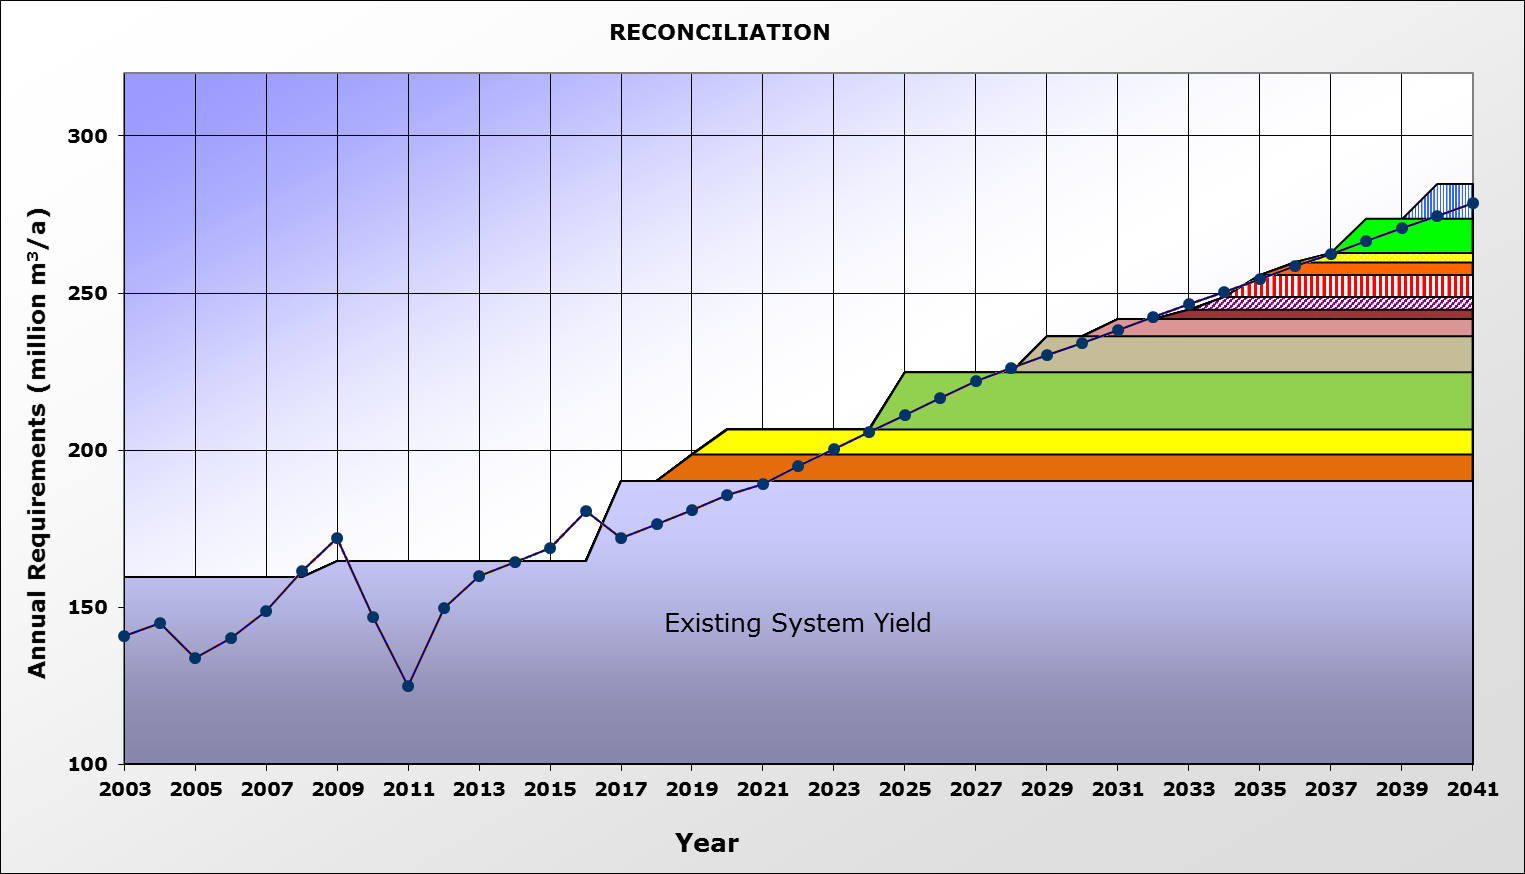 RECONCILIATION
Annual Requirements (million m³/a)
300
250
200
150
100
Existing System Yield
2003 2005 2007 2009 2011 2013 2015 2017 2019 2021 2023 2025 2027 2029 2031 2033 2035 2037 2039 2041
Year